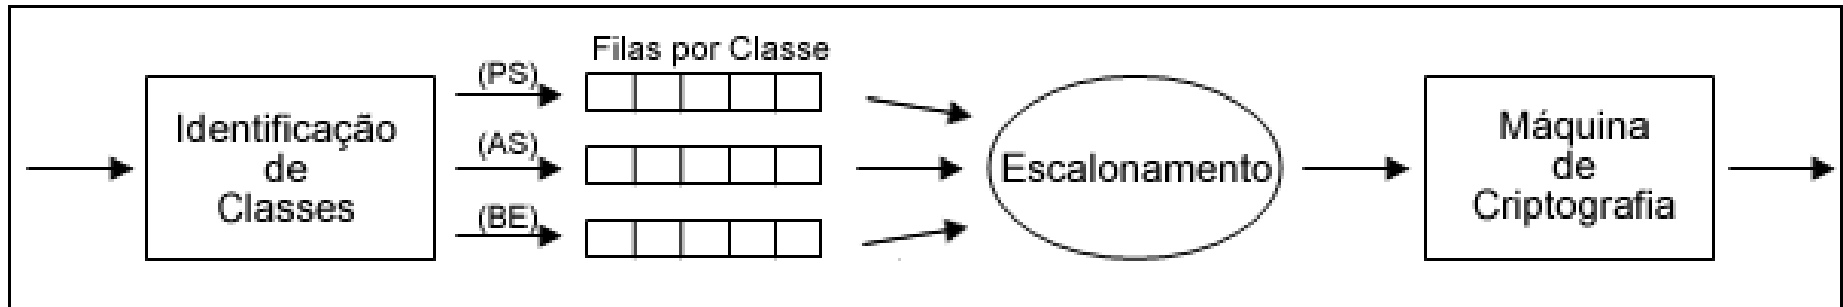 Identificação
de
Classes
(PS)
(AS)
(BE)
Filas por Classe
Escalonamento
Máquina
de
Criptografia